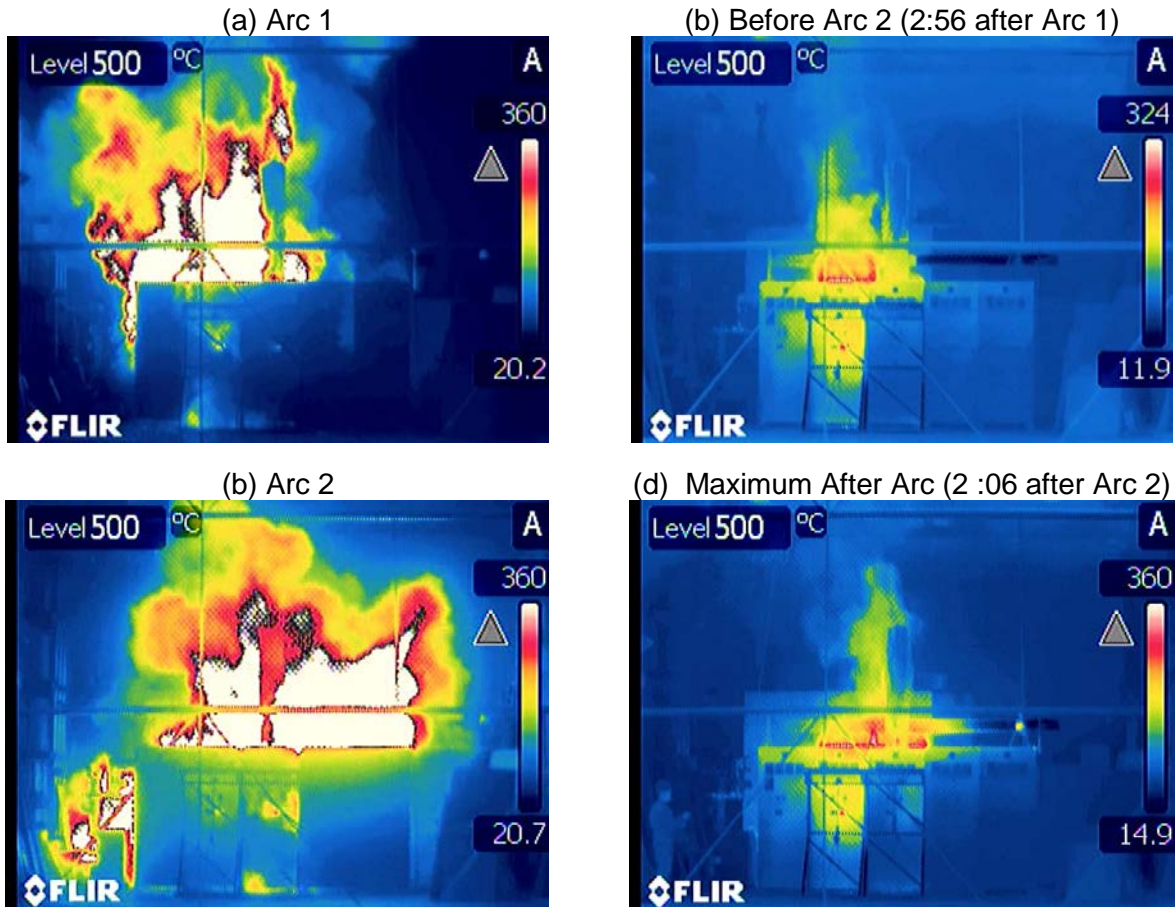 (a) Arc 1
Level 500 °C
A
360
20.2
FLIR
(b) Before Arc 2 (2:56 after Arc 1)
Level 500 °C
A
324
11.9
FLIR
(b) Arc 2
Level 500 °C
A
360
20.7
FLIR
(d) Maximum After Arc (2 :06 after Arc 2)
Level 500 °C
A
360
14.9
FLIR